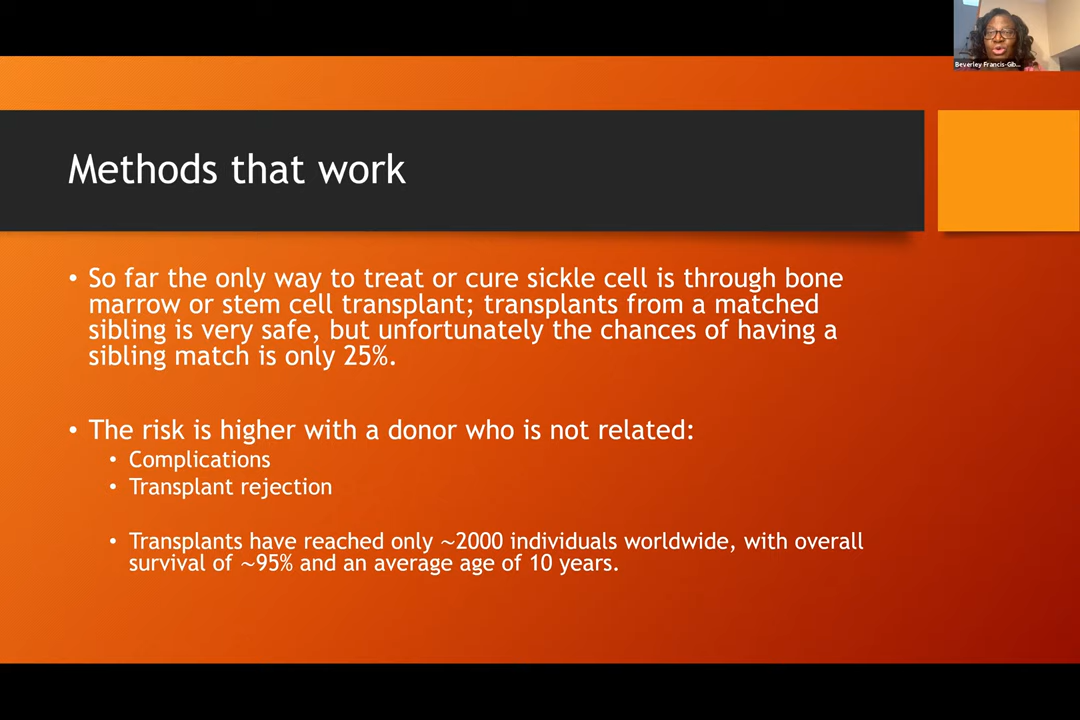 Beverley Francis-Gib...
Methods that work
• So far the only way to treat or cure sickle cell is through bone
marrow or stem cell transplant; transplants from a matched
sibling is very safe, but unfortunately the chances of having a
sibling match is only 25%.
• The risk is higher with a donor who is not related:
• Complications
• Transplant rejection
• Transplants have reached only ~2000 individuals worldwide, with overall
survival of ~95% and an average age of 10 years.